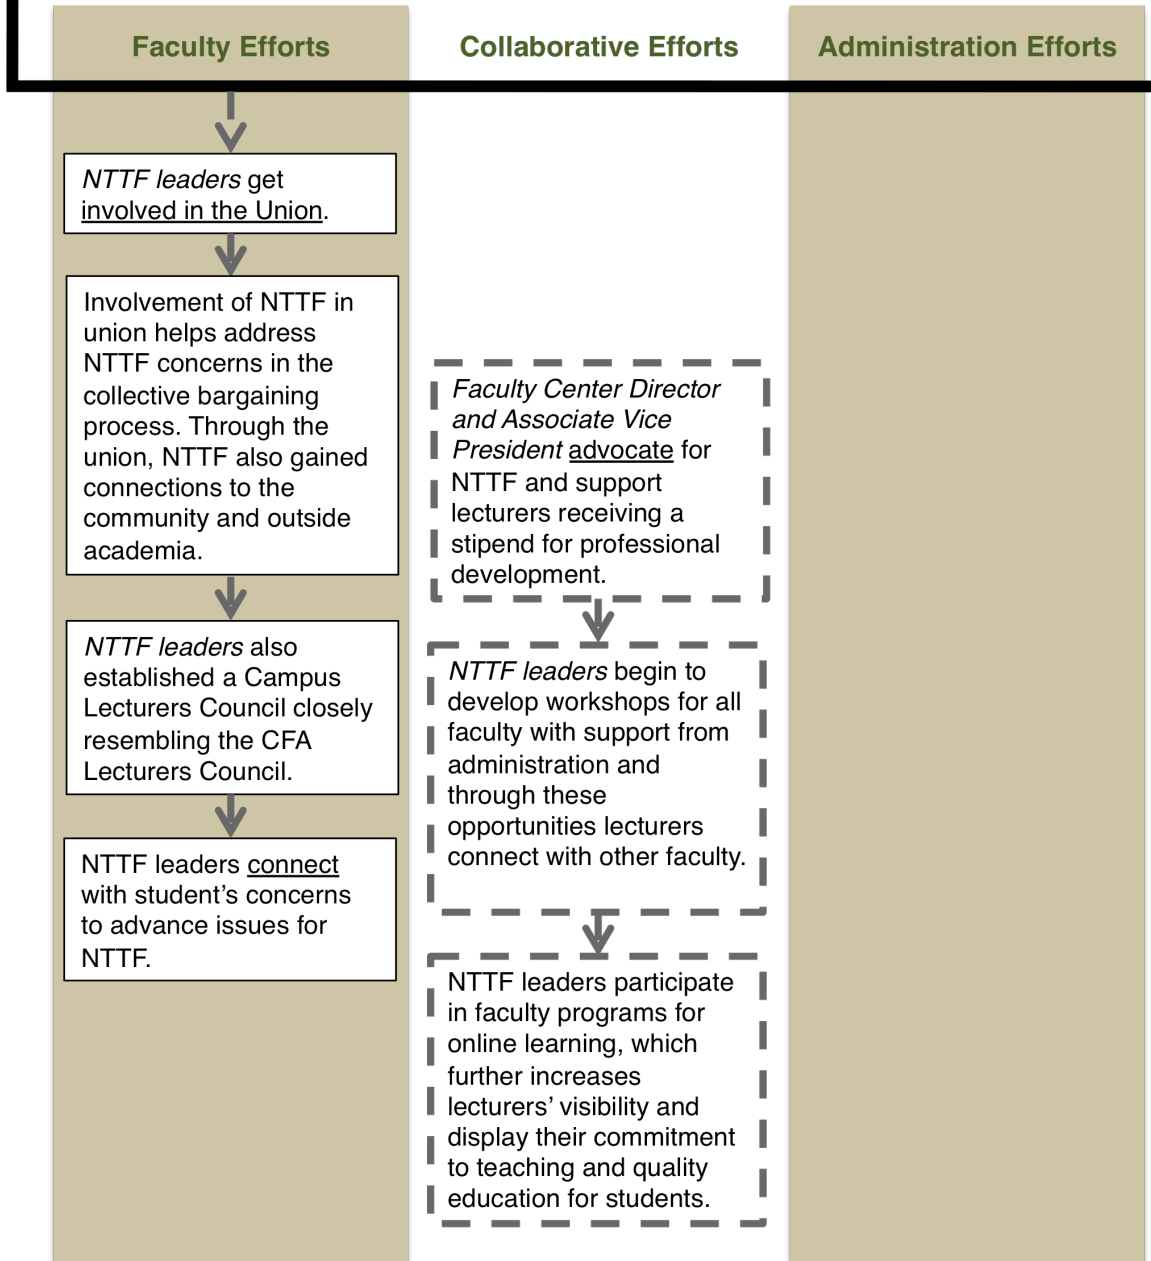 Faculty Efforts
Collaborative Efforts
Administration Efforts
NTTF leaders get
involved in the Union.
Involvement of NTTF in
union helps address
NTTF concerns in the
collective bargaining
process. Through the
union, NTTF also gained
connections to the
community and outside
academia.
NTTF leaders also
established a Campus
Lecturers Council closely
resembling the CFA
Lecturers Council.
NTTF leaders connect
with student’s concerns
to advance issues for
NTTF.
Faculty Center Director
and Associate Vice
President advocate for
NTTF and support
lecturers receiving a
stipend for professional
development.
NTTF leaders begin to
develop workshops for all
faculty with support from
administration and
through these
opportunities lecturers
connect with other faculty.
NTTF leaders participate
in faculty programs for
online learning, which
further increases
lecturers’ visibility and
display their commitment
to teaching and quality
education for students.